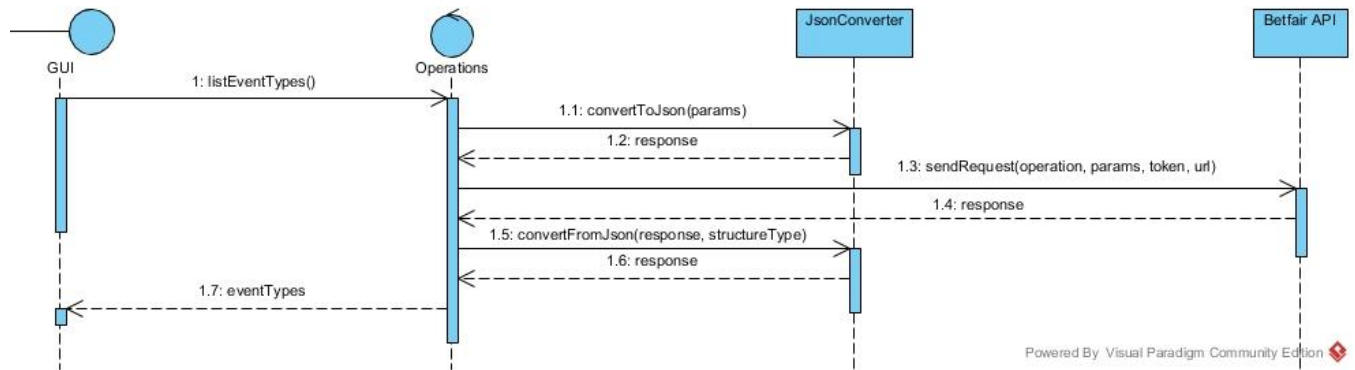 JsonConverter
Betfair API
GUI
Operations
1: listEventTypes()
1.1: convertToJson(params)
1.2: response
1.3: sendRequest(operation, params, token, url)
1.4: response
1.5: convertFromJson(response, structureType)
1.6: response
1.7: eventTypes
Powered By Visual Paradigm Community Edition